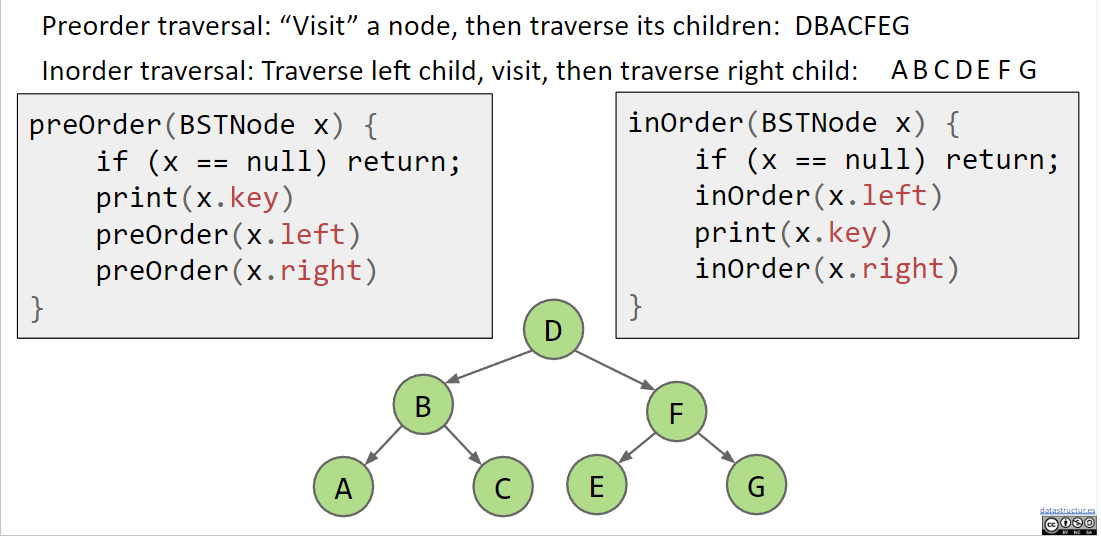 Preorder traversal: “Visit” a node, then traverse its children: DBACFEG
Inorder traversal: Traverse left child, visit, then traverse right child: A B C D E F G
preOrder(BSTNode x) {
    if (x == null) return;
    print(x.key)
    preOrder(x.left)
    preOrder(x.right)
}
inOrder(BSTNode x) {
    if (x == null) return;
    inOrder(x.left)
    print(x.key)
    inOrder(x.right)
}
D
B F
A C E G
datastructur.es
CC
BY NC SA